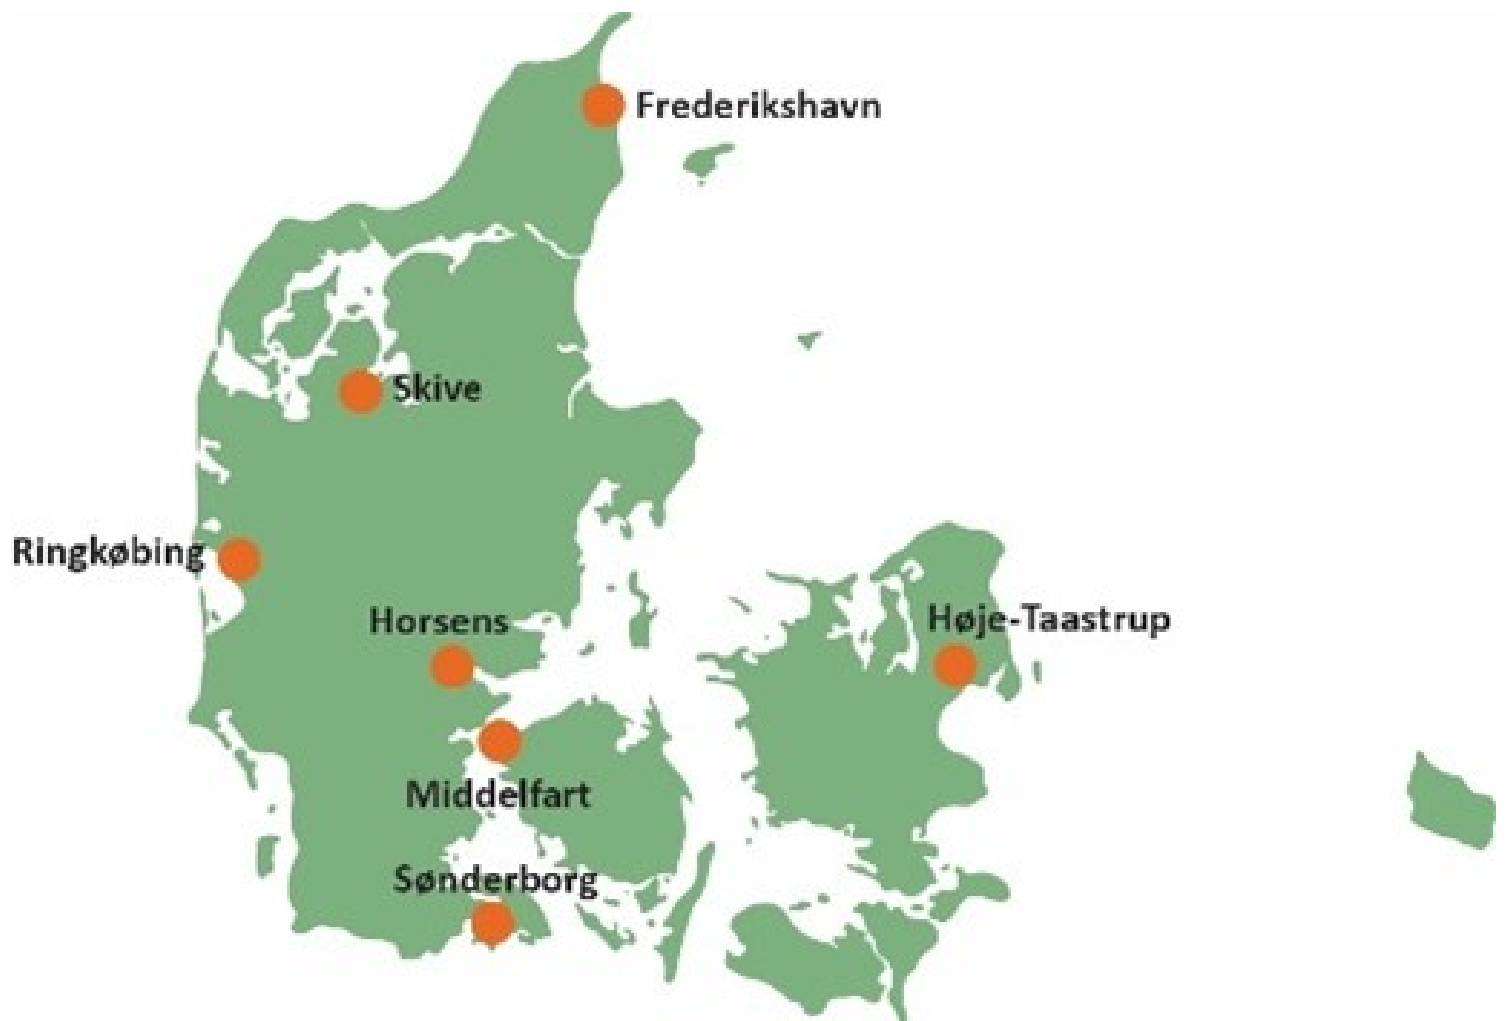 Frederikshavn
Skive
Ringkøbing
Horsens
Høje-Taastrup
Middelfart
Sønderborg